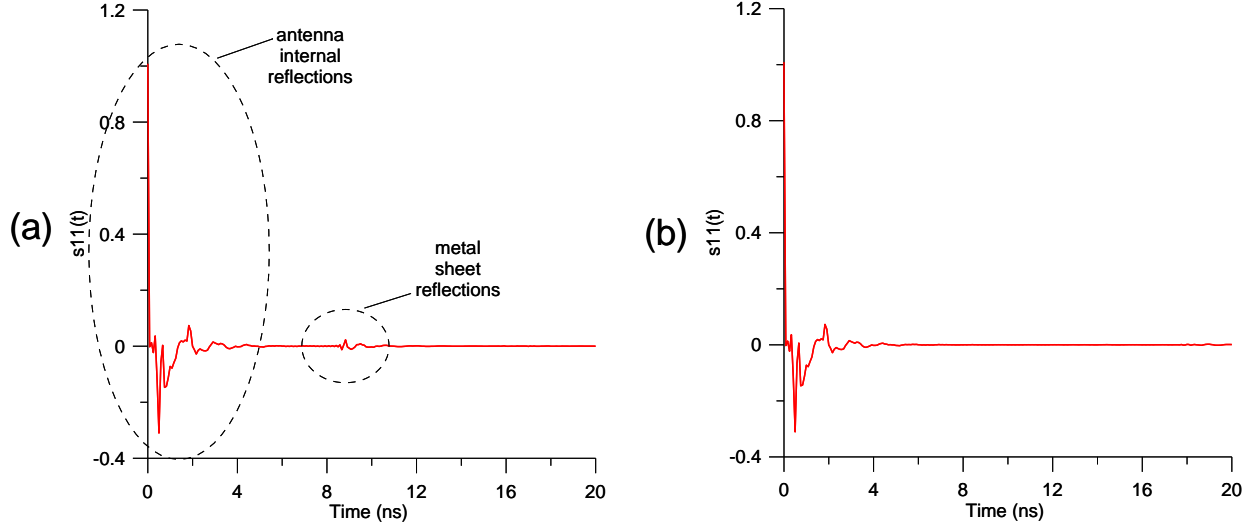 (a)
1.2
0.8
0.4
0
-0.4
s11(t)
antenna
internal
reflections
metal
sheet
reflections
0 4 8 12 16 20
Time (ns)
(b)
1.2
0.8
0.4
0
-0.4
s11(t)
0 4 8 12 16 20
Time (ns)